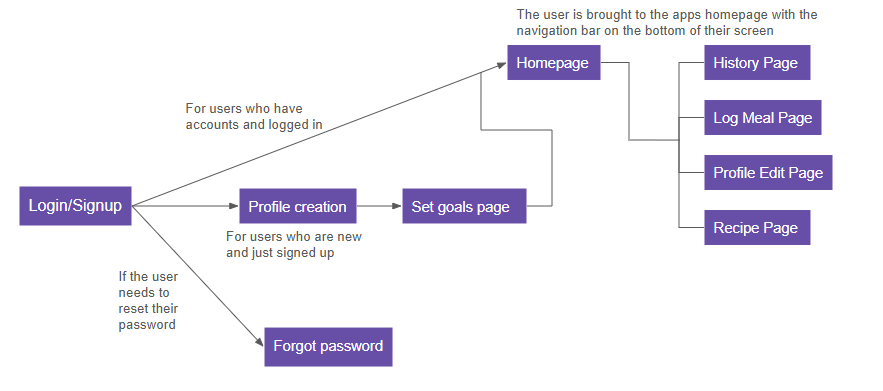 The user is brought to the apps homepage with the
navigation bar on the bottom of their screen
Homepage
History Page
Log Meal Page
Profile Edit Page
Recipe Page
For users who have
accounts and logged in
Login/Signup
Profile creation
Set goals page
For users who are new
and just signed up
If the user
needs to
reset their
password
Forgot password